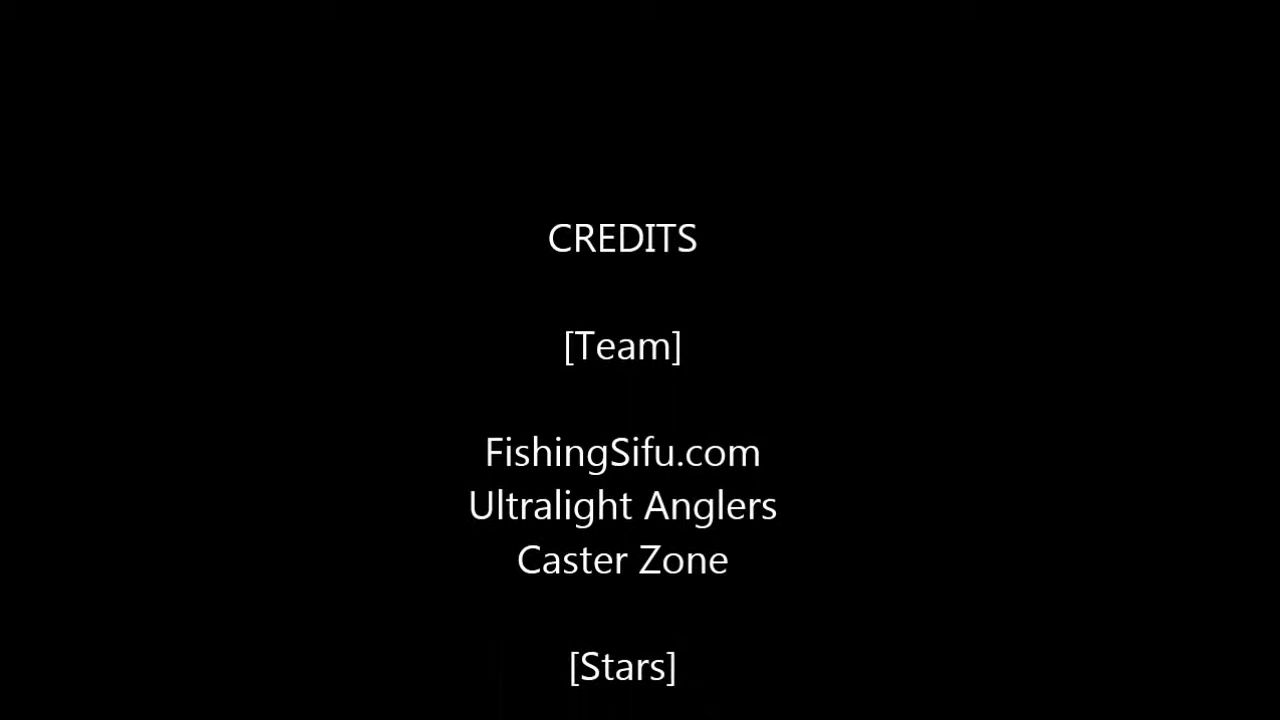 CREDITS
[Team]
FishingSifu.com
Ultralight Anglers
Caster Zone
[Stars]